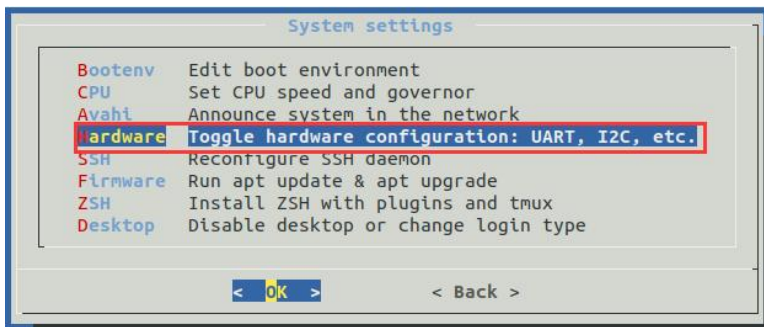 System settings
Bootenv Edit boot environment
CPU Set CPU speed and governor
Avahi Announce system in the network
Hardware Toggle hardware configuration: UART, I2C, etc.
SSH Reconfigure SSH daemon
Firmware Run apt update & apt upgrade
ZSH Install ZSH with plugins and tmux
Desktop Disable desktop or change login type
< OK > < Back >